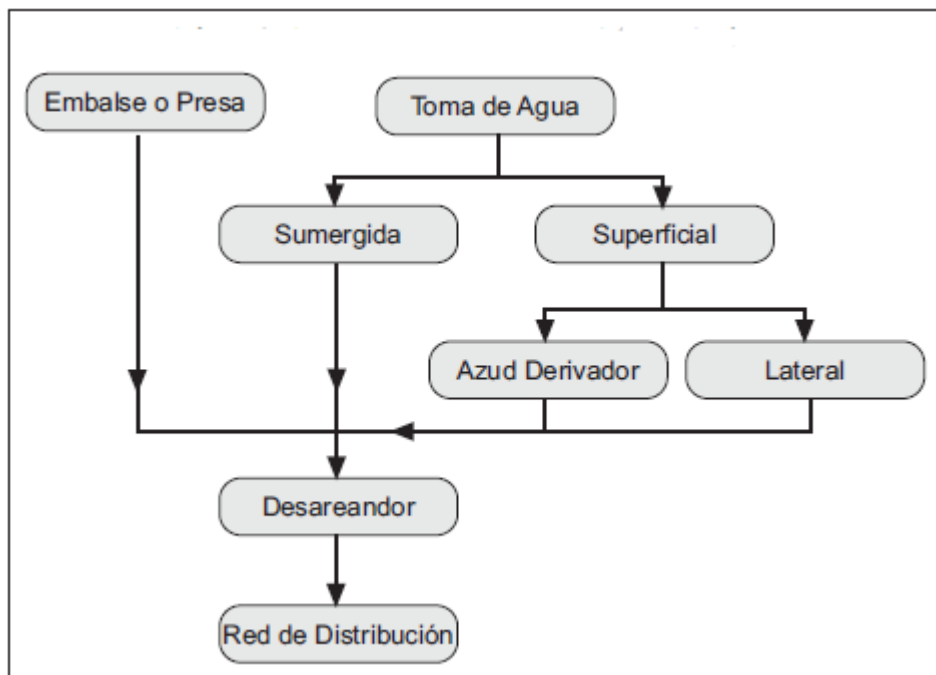 Embalse o Presa
Toma de Agua
Sumergida
Superficial
Azud Derivador
Lateral
Desareandor
Red de Distribución